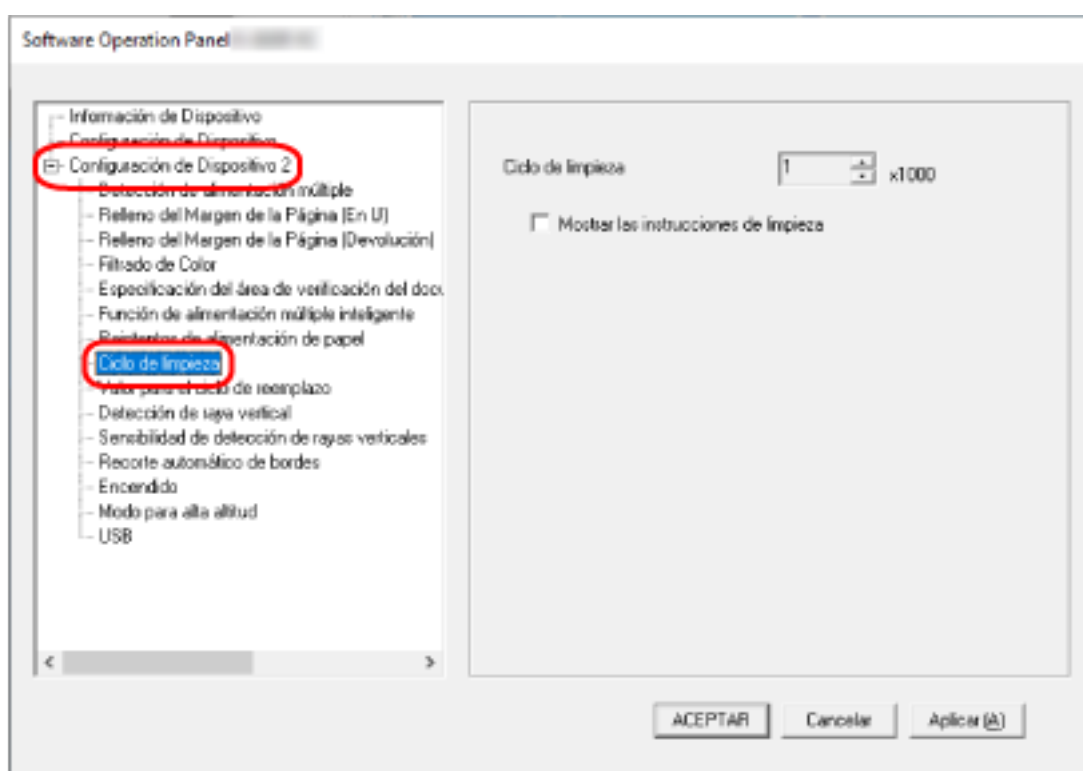 Software Operation Panel
Información de Dispositivo
Configuración de Dispositivo
Configuración de Dispositivo 2
Detección de alimentación múltiple
Relleno del Margen de la Página (En U)
Relleno del Margen de la Página (Devolución)
Filtrado de Color
Especificación del área de verificación del docu
Función de alimentación múltiple inteligente
Reintentos de alimentación de papel
Ciclo de limpieza
Valor para el ciclo de reemplazo
Detección de raya vertical
Sensibilidad de detección de rayas verticales
Recorte automático de bordes
Encendido
Modo para alta altitud
USB
Ciclo de limpieza 1 x1000
Mostrar las instrucciones de limpieza
ACEPTAR Cancelar Aplicar(A)